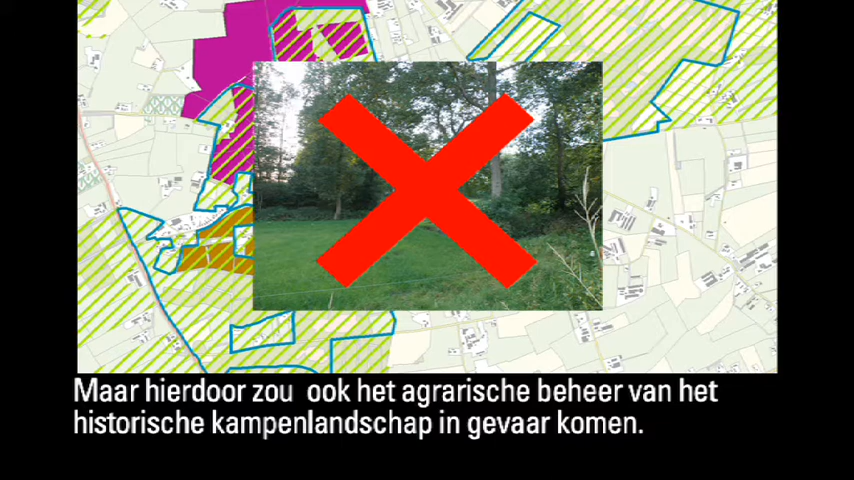 Maar hierdoor zou  ook het agrarische beheer van het
historische kampenlandschap in gevaar komen.